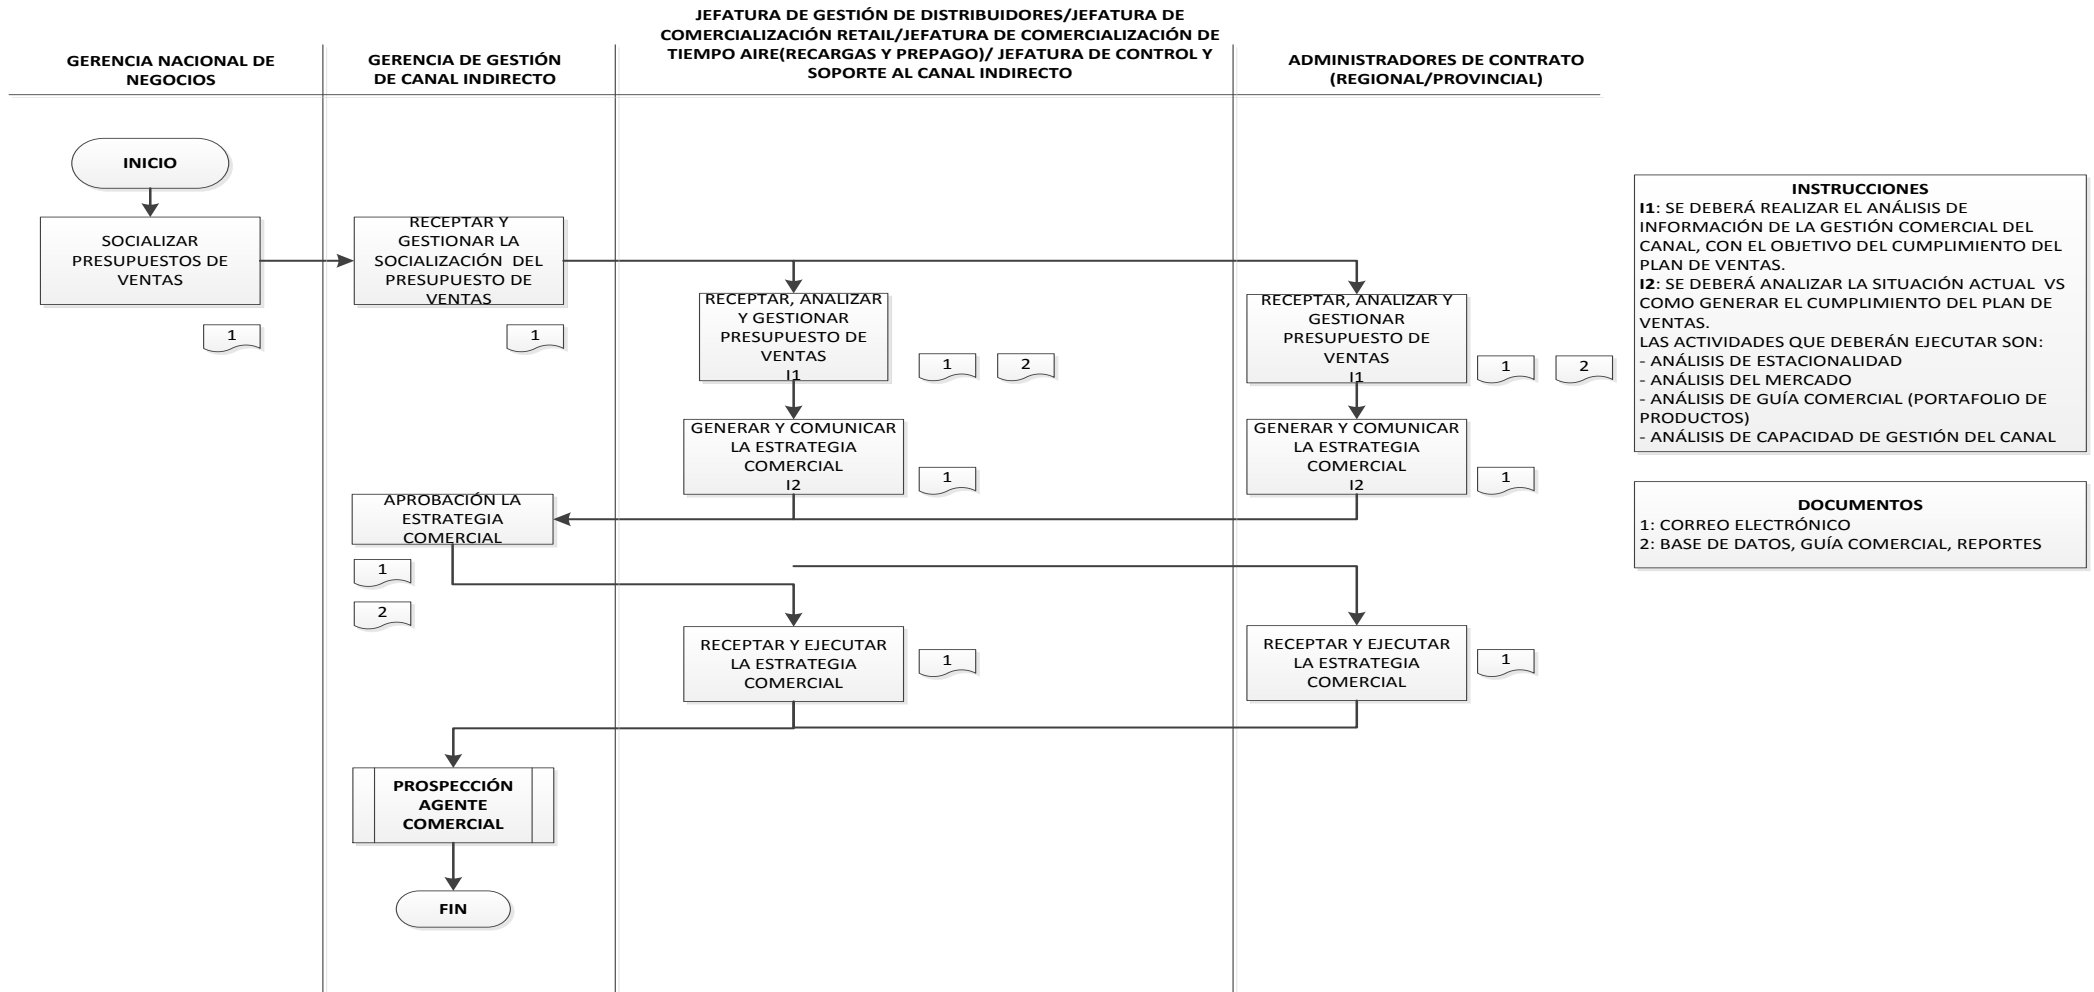 GERENCIA NACIONAL DE
NEGOCIOS
GERENCIA DE GESTIÓN
DE CANAL INDIRECTO
JEFATURA DE GESTIÓN DE DISTRIBUIDORES/JEFATURA DE
COMERCIALIZACIÓN RETAIL/JEFATURA DE COMERCIALIZACIÓN DE
TIEMPO AIRE(RECARGAS Y PREPAGO)/ JEFATURA DE CONTROL Y
SOPORTE AL CANAL INDIRECTO
ADMINISTRADORES DE CONTRATO
(REGIONAL/PROVINCIAL)
INICIO
SOCIALIZAR
PRESUPUESTOS DE
VENTAS
1
RECEPTAR Y
GESTIONAR LA
SOCIALIZACIÓN DEL
PRESUPUESTO DE
VENTAS
1
RECEPTAR, ANALIZAR
Y GESTIONAR
PRESUPUESTO DE
VENTAS
I1
1
2
RECEPTAR, ANALIZAR Y
GESTIONAR
PRESUPUESTO DE
VENTAS
I1
1
2
GENERAR Y COMUNICAR
LA ESTRATEGIA
COMERCIAL
I2
1
GENERAR Y COMUNICAR
LA ESTRATEGIA
COMERCIAL
I2
1
APROBACIÓN LA
ESTRATEGIA
COMERCIAL
1
2
RECEPTAR Y EJECUTAR
LA ESTRATEGIA
COMERCIAL
1
RECEPTAR Y EJECUTAR
LA ESTRATEGIA
COMERCIAL
1
PROSPECCIÓN
AGENTE
COMERCIAL
FIN
INSTRUCCIONES
I1: SE DEBERÁ REALIZAR EL ANÁLISIS DE
INFORMACIÓN DE LA GESTIÓN COMERCIAL DEL
CANAL, CON EL OBJETIVO DEL CUMPLIMIENTO DEL
PLAN DE VENTAS.
I2: SE DEBERÁ ANALIZAR LA SITUACIÓN ACTUAL VS
COMO GENERAR EL CUMPLIMIENTO DEL PLAN DE
VENTAS.
LAS ACTIVIDADES QUE DEBERÁN EJECUTAR SON:
- ANÁLISIS DE ESTACIONALIDAD
- ANÁLISIS DEL MERCADO
- ANÁLISIS DE GUÍA COMERCIAL (PORTAFOLIO DE
PRODUCTOS)
- ANÁLISIS DE CAPACIDAD DE GESTIÓN DEL CANAL
DOCUMENTOS
1: CORREO ELECTRÓNICO
2: BASE DE DATOS, GUÍA COMERCIAL, REPORTES